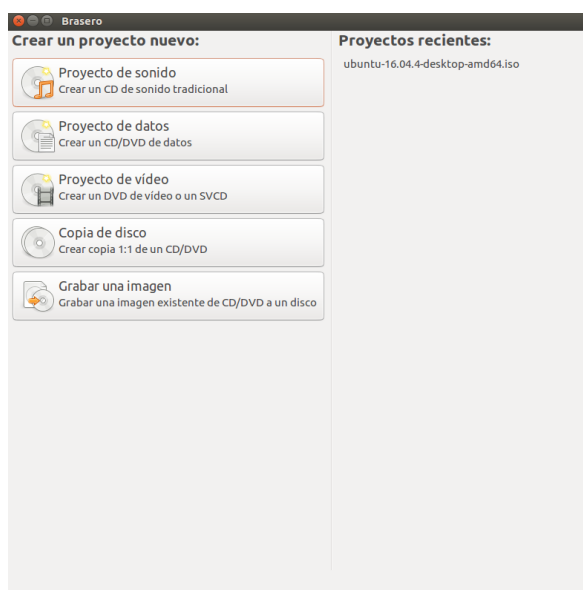 Brasero
Crear un proyecto nuevo:
Proyecto de sonido
Crear un CD de sonido tradicional
Proyecto de datos
Crear un CD/DVD de datos
Proyecto de vídeo
Crear un DVD de vídeo o un SVCD
Copia de disco
Crear copia 1:1 de un CD/DVD
Grabar una imagen
Grabar una imagen existente de CD/DVD a un disco
Proyectos recientes:
ubuntu-16.04.4-desktop-amd64.iso